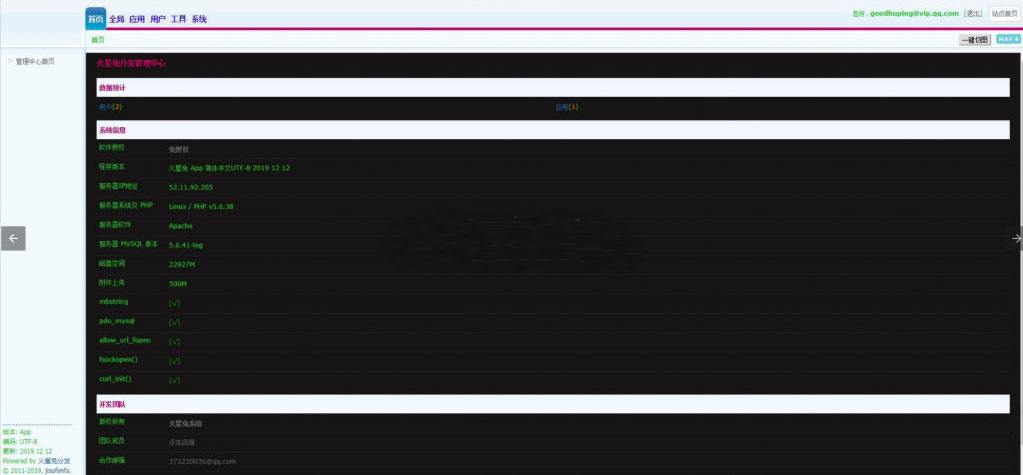 首页 全局 应用 用户 工具 系统
您好, goodhuping@vip.qq.com [退出] 站点首页
首页
一键切图 MAP
管理中心首页
火星兔分发管理中心
数据统计
用户(2) 应用(1)
系统信息
软件授权 免授权
程序版本 火星兔 App 简体中文UTF-8 2019 12 12
服务器IP地址 52.11.92.205
服务器系统及 PHP Linux / PHP v5.6.38
服务器软件 Apache
服务器 MySQL 版本 5.6.41-log
磁盘空间 22927M
附件上传 500M
mbstring [√]
pdo_mysql [√]
allow_url_fopen [√]
fsockopen() [√]
curl_init() [√]
开发团队
版权所有 火星兔系统
团队成员 点击查看
合作邮箱 373230036@qq.com
版本: App
编码: UTF-8
更新: 2019 12 12
Powered by 火星兔分发
© 2011-2019,